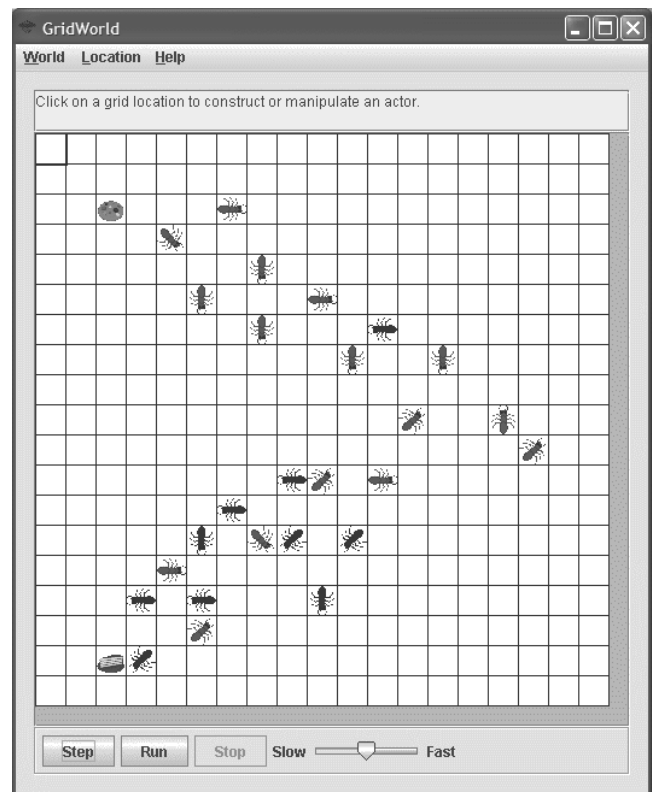 GridWorld
World Location Help
Click on a grid location to construct or manipulate an actor.
Step Run Stop Slow Fast